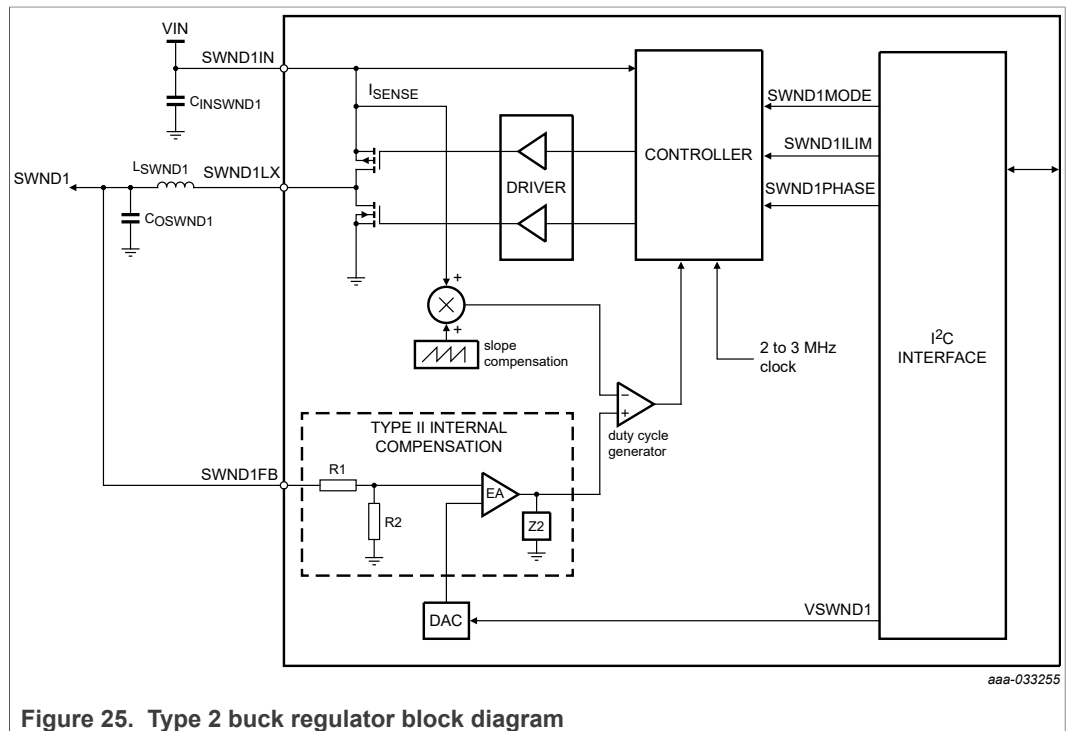 VIN
SWND1IN
CINSWND1
ISENSE
SWND1MODE
SWND1ILIM
SWND1PHASE
CONTROLLER
DRIVER
LSWND1
SWND1LX
SWND1
COSWND1
+
+
slope
compensation
2 to 3 MHz
clock
I2C
INTERFACE
−
+
duty cycle
generator
TYPE II INTERNAL
COMPENSATION
SWND1FB
R1
R2
EA
Z2
DAC
VSWND1
aaa-033255
Figure 25. Type 2 buck regulator block diagram